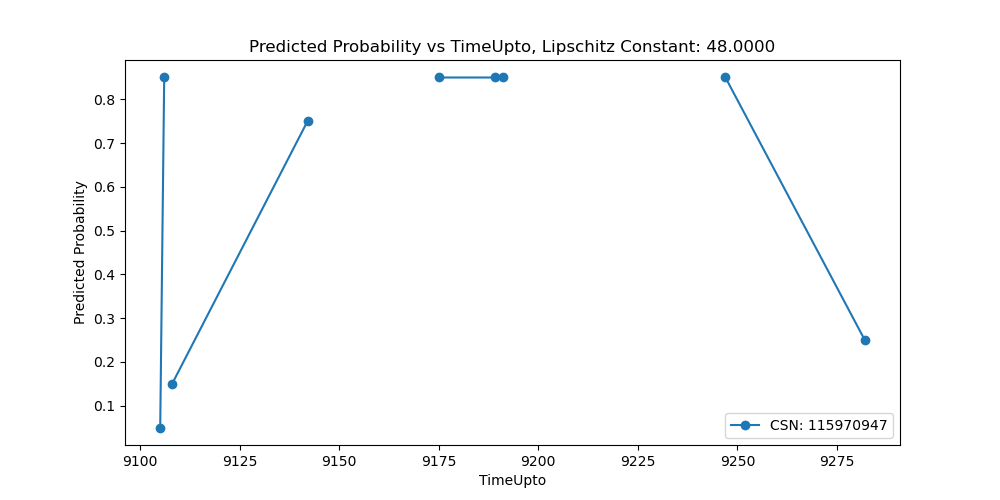 Predicted Probability vs TimeUpto, Lipschitz Constant: 48.0000
Predicted Probability
0.8
0.7
0.6
0.5
0.4
0.3
0.2
0.1
CSN: 115970947
9100 9125 9150 9175 9200 9225 9250 9275
TimeUpto